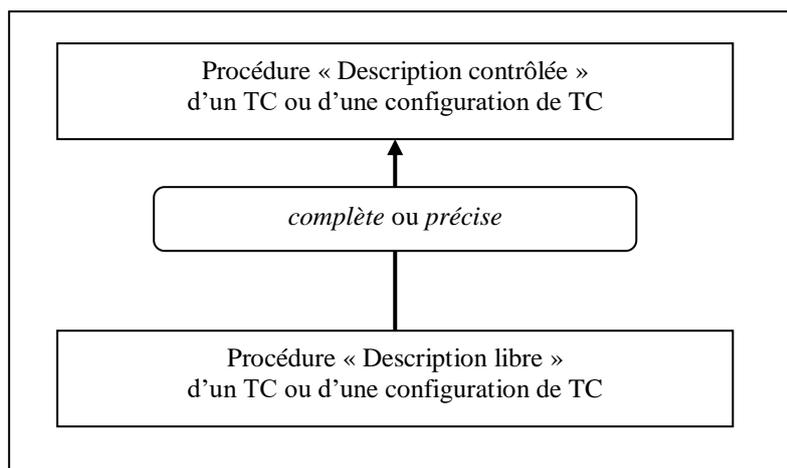 Procédure « Description contrôlée »
d’un TC ou d’une configuration de TC
complète ou précise
Procédure « Description libre »
d’un TC ou d’une configuration de TC